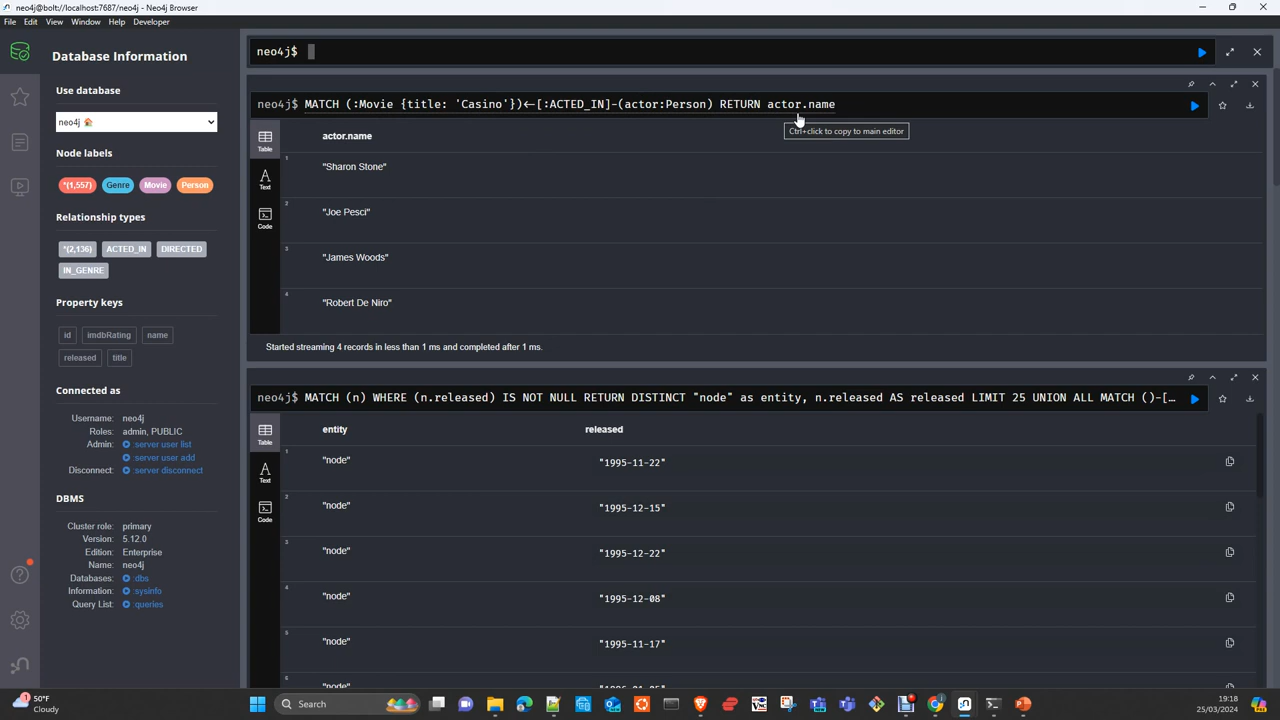 neo4j@bolt://localhost:7687/neo4j - Neo4j Browser
File Edit View Window Help Developer
Database Information
Use database
neo4j
Node labels
*(1,557) Genre Movie Person
Relationship types
*(2,136) ACTED_IN DIRECTED
IN_GENRE
Property keys
id imdbRating name
released title
Connected as
Username: neo4j
Roles: admin, PUBLIC
Admin: :server user list
:server user add
Disconnect: :server disconnect
DBMS
Cluster role: primary
Version: 5.12.0
Edition: Enterprise
Name: neo4j
Databases: :dbs
Information: :sysinfo
Query List: :queries
neo4j$
neo4j$ MATCH (:Movie {title: 'Casino'})<-[:ACTED_IN]-(actor:Person) RETURN actor.name
Ctrl+click to copy to main editor
Table
Text
Code
actor.name
1 "Sharon Stone"
2 "Joe Pesci"
3 "James Woods"
4 "Robert De Niro"
Started streaming 4 records in less than 1 ms and completed after 1 ms.
neo4j$ MATCH (n) WHERE (n.released) IS NOT NULL RETURN DISTINCT "node" as entity, n.released AS released LIMIT 25 UNION ALL MATCH ()-[…
Table
Text
Code
entity released
1 "node" "1995-11-22"
2 "node" "1995-12-15"
3 "node" "1995-12-22"
4 "node" "1995-12-08"
5 "node" "1995-11-17"
6
50°F
Cloudy
Search
19:18
25/03/2024